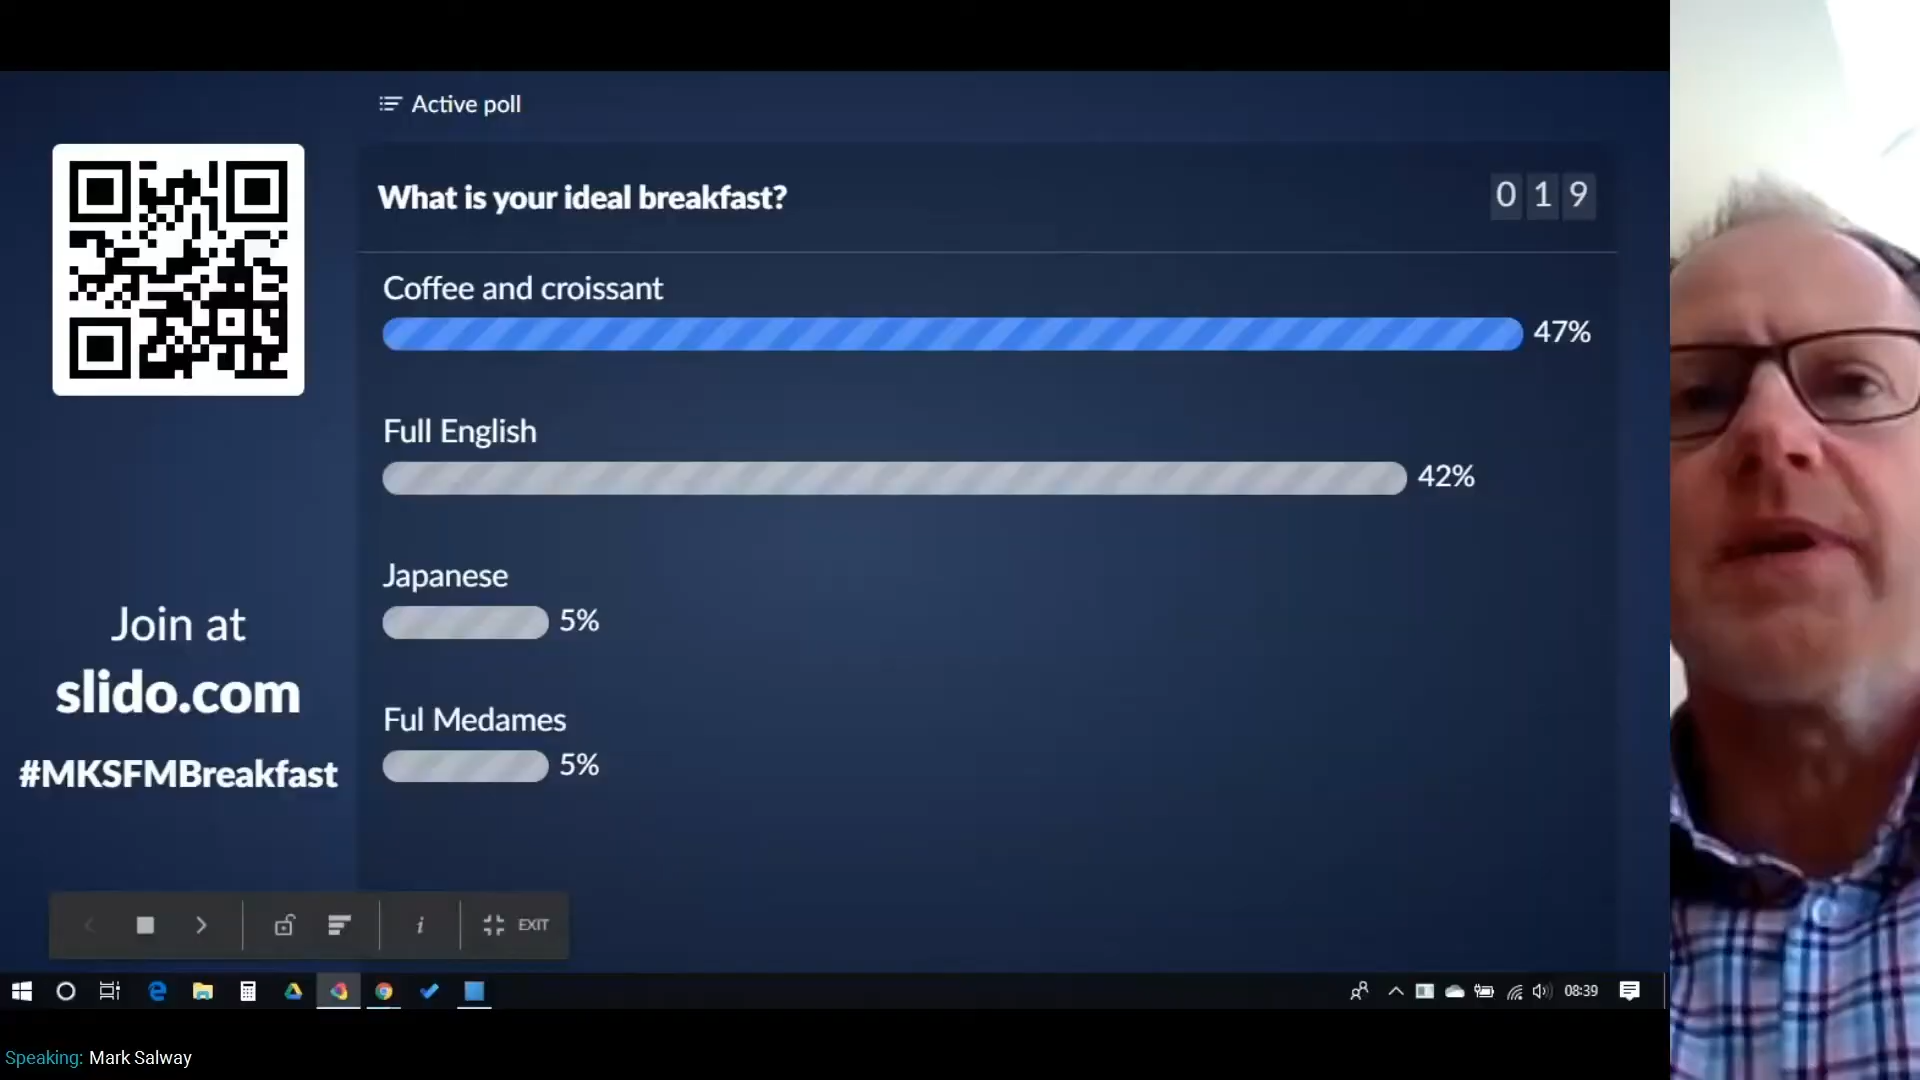 Active poll
What is your ideal breakfast?
019
Coffee and croissant
47%
Full English
42%
Japanese
5%
Ful Medames
5%
Join at
slido.com
#MKSFMBreakfast
i
EXIT
08:39
Speaking: Mark Salway